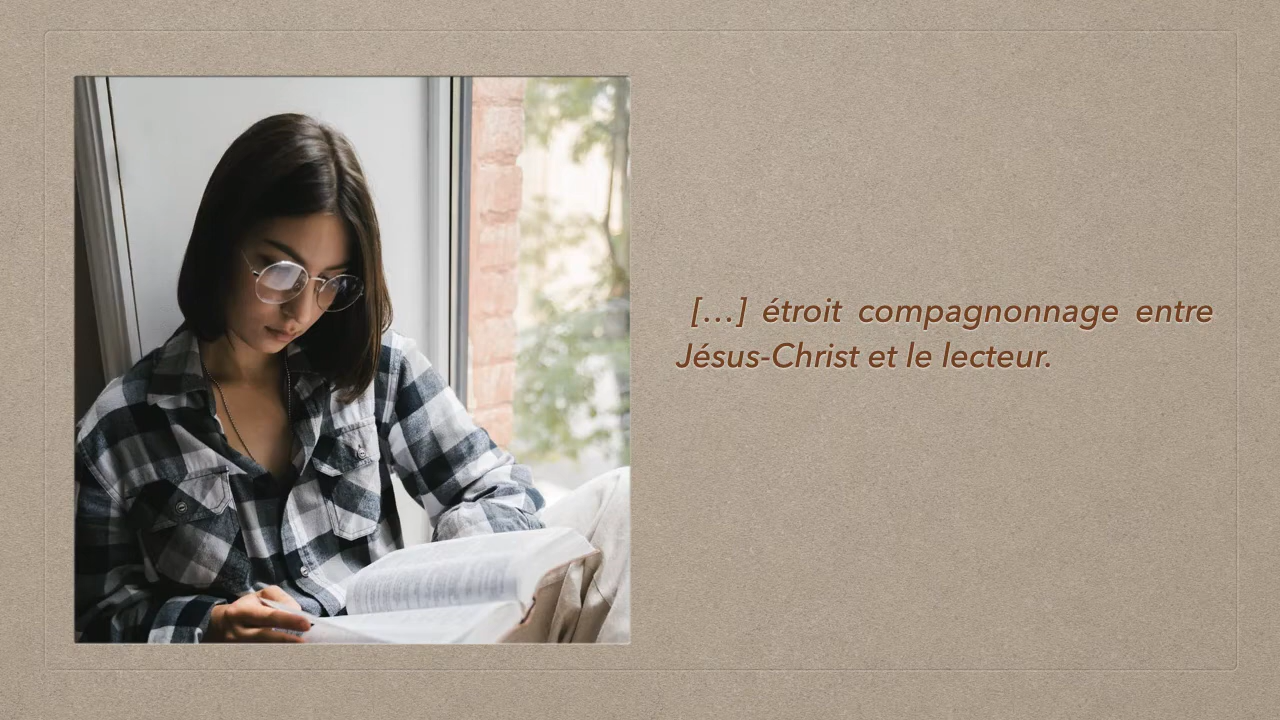 […] étroit compagnonnage entre
Jésus-Christ et le lecteur.